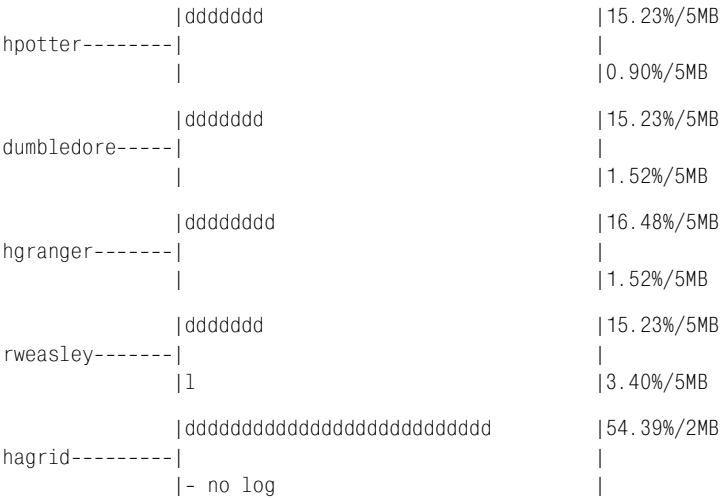 |ddddddd |15.23%/5MB
hpotter--------| |
| |0.90%/5MB
|ddddddd |15.23%/5MB
dumbledore-----| |
| |1.52%/5MB
|dddddddd |16.48%/5MB
hgranger-------| |
| |1.52%/5MB
|ddddddd |15.23%/5MB
rweasley-------| |
|l |3.40%/5MB
|ddddddddddddddddddddddddddd |54.39%/2MB
hagrid---------| |
|- no log |